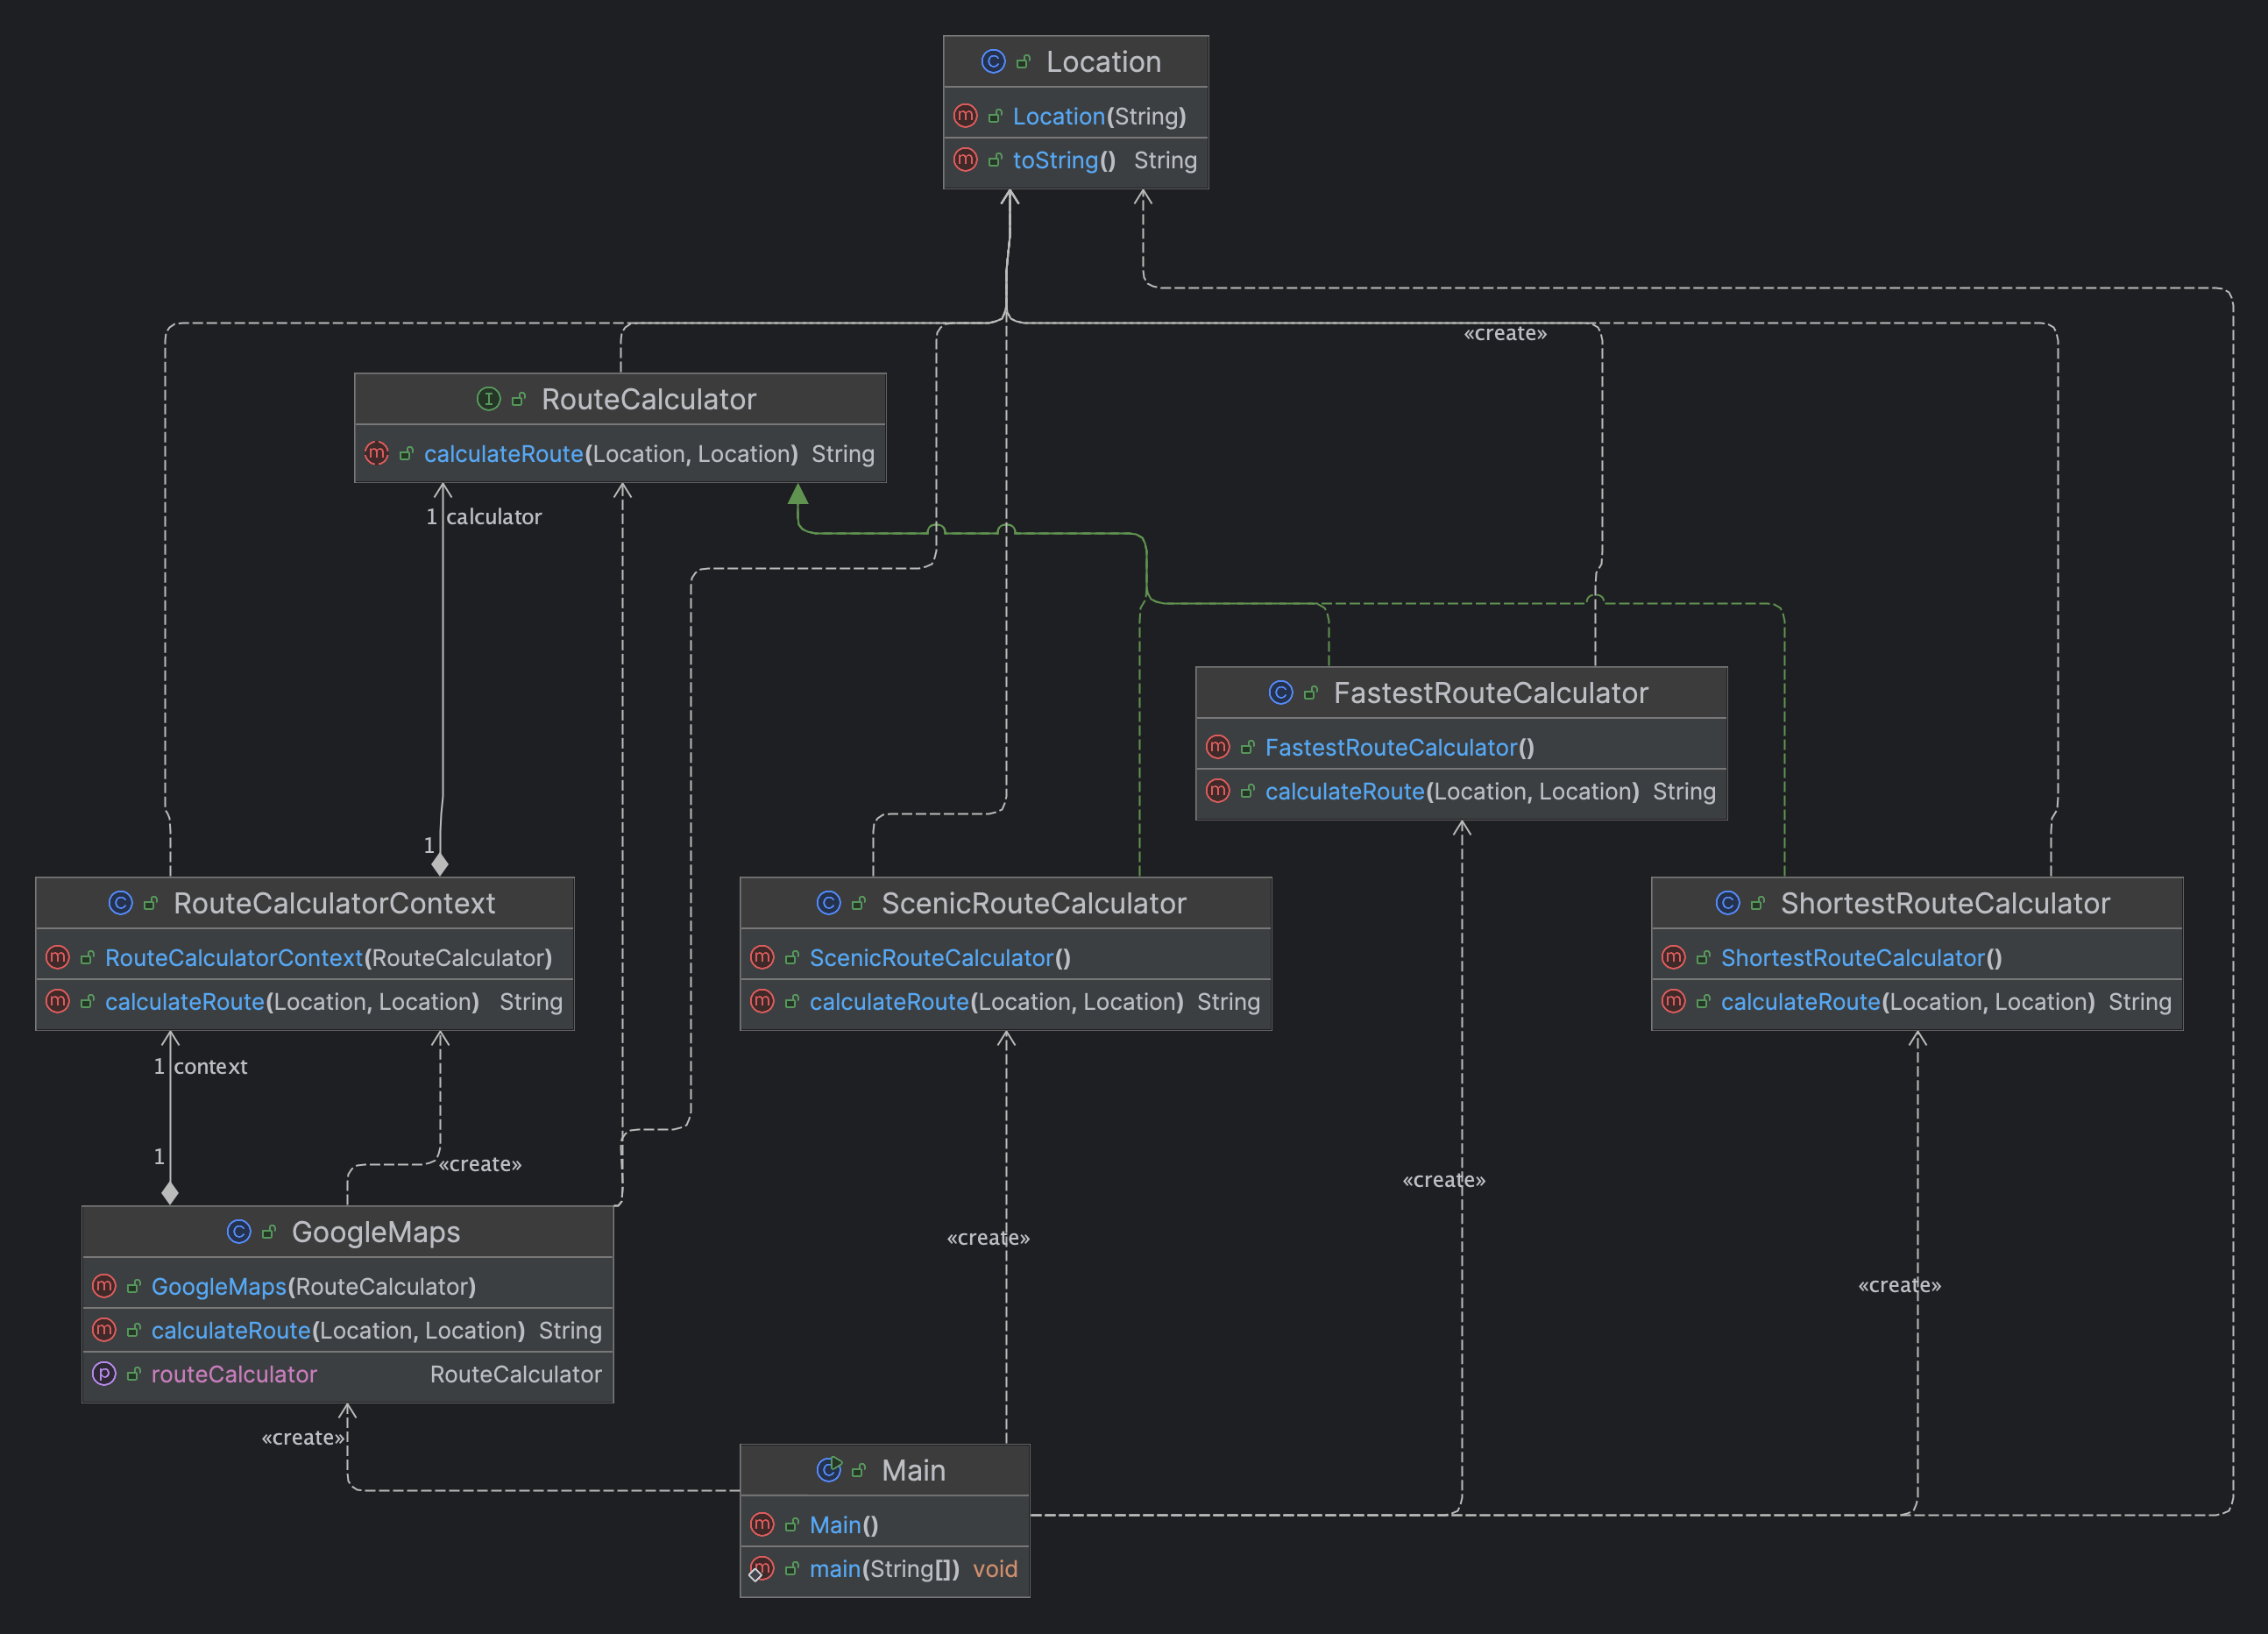 Location
Location(String)
toString() String
«create»
RouteCalculator
calculateRoute(Location, Location) String
1 calculator
FastestRouteCalculator
FastestRouteCalculator()
calculateRoute(Location, Location) String
1
RouteCalculatorContext
RouteCalculatorContext(RouteCalculator)
calculateRoute(Location, Location) String
ScenicRouteCalculator
ScenicRouteCalculator()
calculateRoute(Location, Location) String
ShortestRouteCalculator
ShortestRouteCalculator()
calculateRoute(Location, Location) String
1 context
1
«create»
«create»
«create»
«create»
GoogleMaps
GoogleMaps(RouteCalculator)
calculateRoute(Location, Location) String
routeCalculator RouteCalculator
«create»
Main
Main()
main(String[]) void